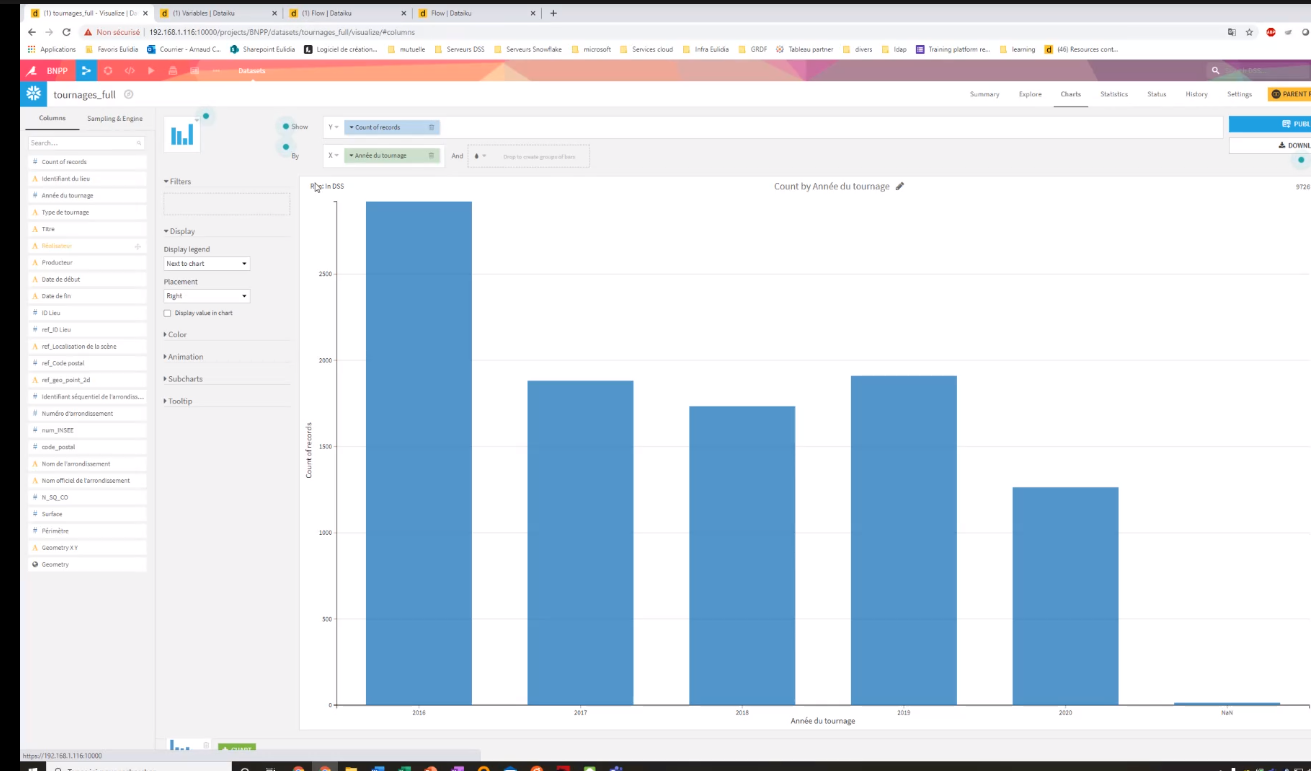 (1) tournages_full - Visualize | Da
(1) Variables | Dataiku
(1) Flow | Dataiku
Flow | Dataiku
Non sécurisé | 192.168.1.116:10000/projects/BNPP/datasets/tournages_full/visualize/#columns
Applications
Favoris Eulidia
Courrier - Arnaud C...
Sharepoint Eulidia
Logiciel de création...
mutuelle
Serveurs DSS
Serveurs Snowflake
microsoft
Services cloud
Infra Eulidia
GRDF
Tableau partner
divers
ldap
Training platform re...
learning
(46) Resources cont...
BNPP
Datasets
tournages_full
Summary
Explore
Charts
Statistics
Status
History
Settings
PARENT
Columns
Sampling & Engine
Show
Y
Count of records
PUBL
By
X
Année du tournage
And
Drop to create groups of bars
DOWNL
Search...
Count of records
Identifiant du lieu
Année du tournage
Type de tournage
Titre
Réalisateur
Producteur
Date de début
Date de fin
ID Lieu
ref_ID Lieu
ref_Localisation de la scène
ref_Code postal
ref_geo_point_2d
Identifiant séquentiel de l'arrondiss...
Numéro d'arrondissement
num_INSEE
code_postal
Nom de l'arrondissement
Nom officiel de l'arrondissement
N_SQ_CO
Surface
Périmètre
Geometry X Y
Geometry
Filters
Display
Display legend
Next to chart
Placement
Right
Display value in chart
Color
Animation
Subcharts
Tooltip
in DSS
Count by Année du tournage
9720
2500
2000
1500
1000
500
0
Count of records
2016
2017
2018
2019
2020
NaN
Année du tournage
CHART
https://192.168.1.116:10000